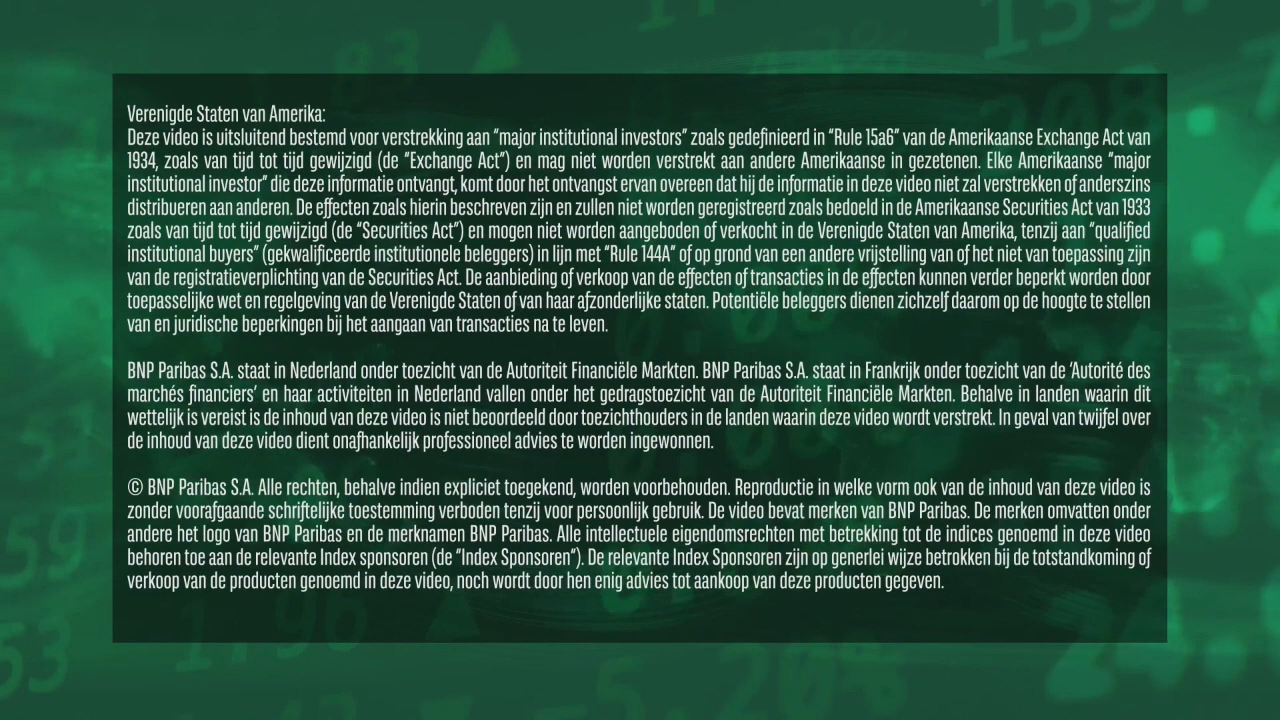 Verenigde Staten van Amerika:
Deze video is uitsluitend bestemd voor verstrekking aan “major institutional investors” zoals gedefinieerd in “Rule 15a6” van de Amerikaanse Exchange Act van
1934, zoals van tijd tot tijd gewijzigd (de “Exchange Act”) en mag niet worden verstrekt aan andere Amerikaanse in gezetenen. Elke Amerikaanse “major
institutional investor” die deze informatie ontvangt, komt door het ontvangst ervan overeen dat hij de informatie in deze video niet zal verstrekken of anderszins
distribueren aan anderen. De effecten zoals hierin beschreven zijn en zullen niet worden geregistreerd zoals bedoeld in de Amerikaanse Securities Act van 1933
zoals van tijd tot tijd gewijzigd (de “Securities Act”) en mogen niet worden aangeboden of verkocht in de Verenigde Staten van Amerika, tenzij aan “qualified
institutional buyers” (gekwalificeerde institutionele beleggers) in lijn met “Rule 144A” of op grond van een andere vrijstelling van of het niet van toepassing zijn
van de registratieverplichting van de Securities Act. De aanbieding of verkoop van de effecten of transacties in de effecten kunnen verder beperkt worden door
toepasselijke wet en regelgeving van de Verenigde Staten of van haar afzonderlijke staten. Potentiële beleggers dienen zichzelf daarom op de hoogte te stellen
van en juridische beperkingen bij het aangaan van transacties na te leven.

BNP Paribas S.A. staat in Nederland onder toezicht van de Autoriteit Financiële Markten. BNP Paribas S.A. staat in Frankrijk onder toezicht van de ‘Autorité des
marchés financiers’ en haar activiteiten in Nederland vallen onder het gedragstoezicht van de Autoriteit Financiële Markten. Behalve in landen waarin dit
wettelijk is vereist is de inhoud van deze video is niet beoordeeld door toezichthouders in de landen waarin deze video wordt verstrekt. In geval van twijfel over
de inhoud van deze video dient onafhankelijk professioneel advies te worden ingewonnen.

© BNP Paribas S.A. Alle rechten, behalve indien expliciet toegekend, worden voorbehouden. Reproductie in welke vorm ook van de inhoud van deze video is
zonder voorafgaande schriftelijke toestemming verboden tenzij voor persoonlijk gebruik. De video bevat merken van BNP Paribas. De merken omvatten onder
andere het logo van BNP Paribas en de merknamen BNP Paribas. Alle intellectuele eigendomsrechten met betrekking tot de indices genoemd in deze video
behoren toe aan de relevante Index sponsoren (de “Index Sponsoren”). De relevante Index Sponsoren zijn op generlei wijze betrokken bij de totstandkoming of
verkoop van de producten genoemd in deze video, noch wordt door hen enig advies tot aankoop van deze producten gegeven.